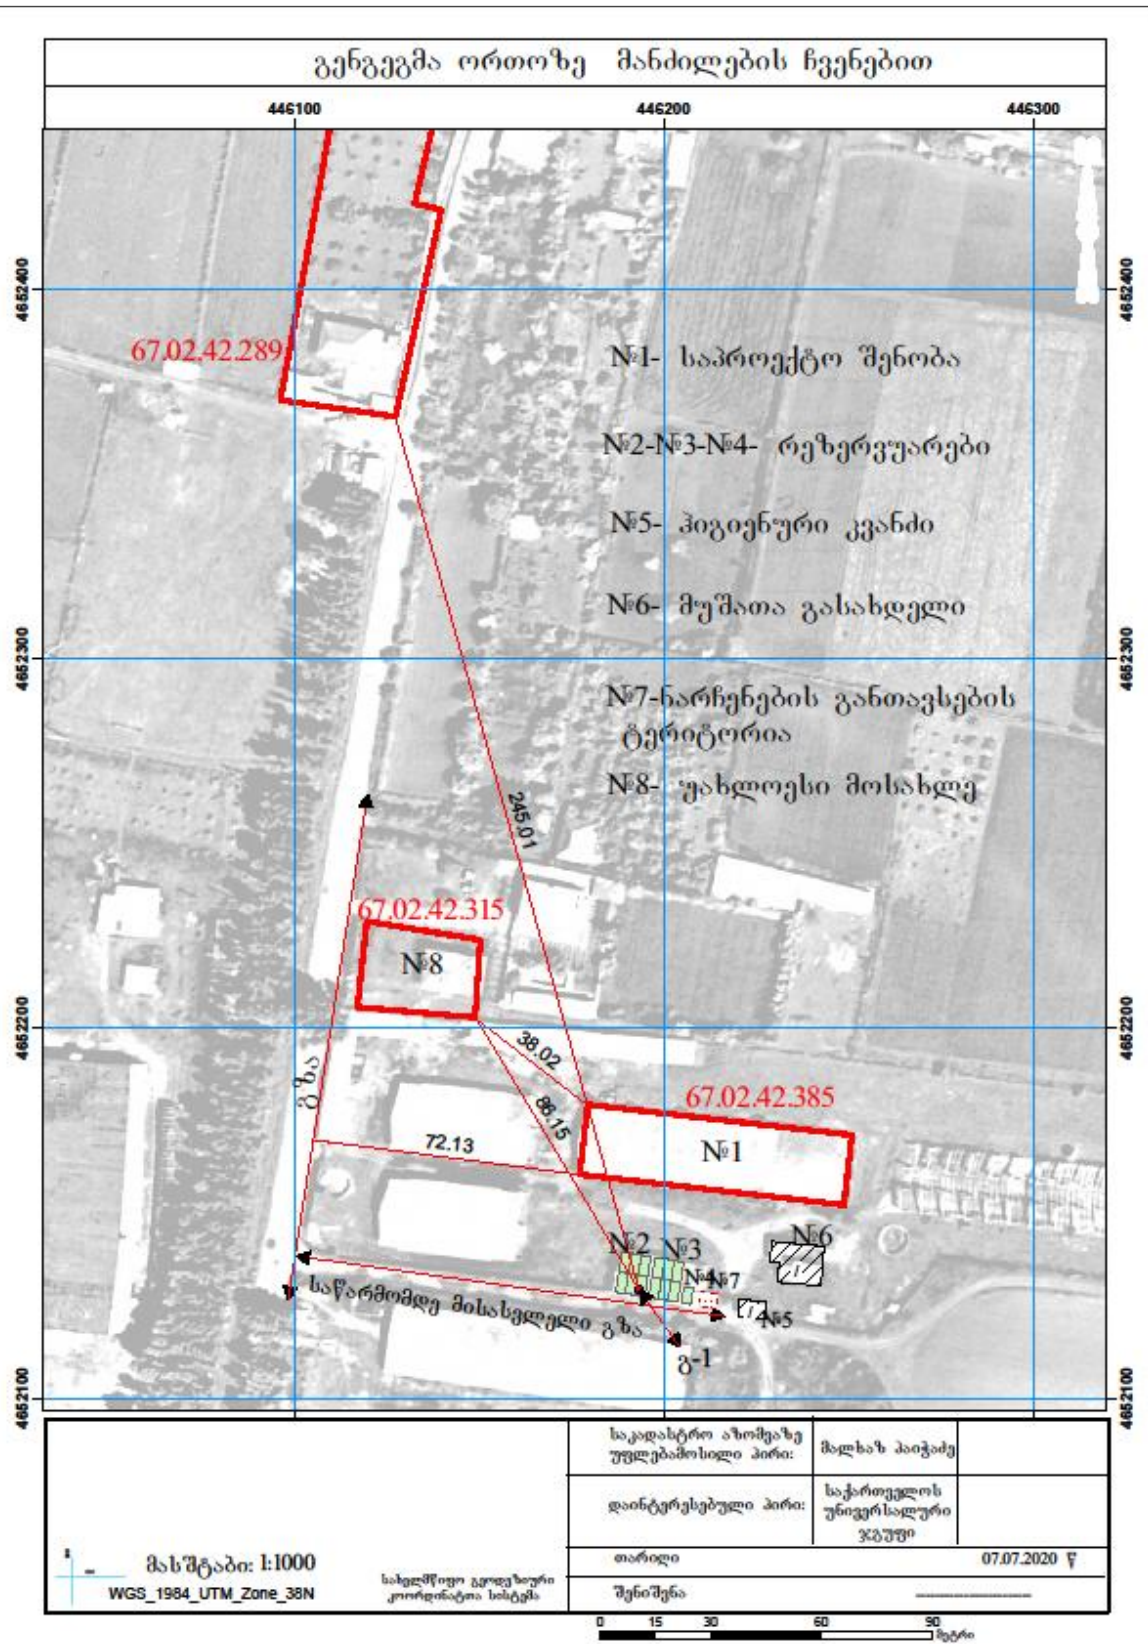 გენგეგმა ორთოზე მანძილების ჩვენებით
446100 446200 446300
4652400 4652400
67.02.42.289
№1- საპროექტო შენობა
№2-№3-№4- რეზერვუარები
№5- ჰიგიენური კვანძი
№6- მუშათა გასახდელი
4652300 4652300
№7-ნარჩენების განთავსების
ტერიტორია
№8- უახლოესი მოსახლე
245.01
67.02.42.315
№8
4652200 4652200
38.02
გზა
86.15
67.02.42.385
72.13
№1
№2 №3
№6
№4 №7
№5
საწარმომდე მისასვლელი გზა
გ-1
4652100 4652100
საკადასტრო აზომვაზე
უფლებამოსილი პირი:
მალხაზ პაიჭაძე
დაინტერესებული პირი:
საქართველოს
უნივერსალური
ჯგუფი
მასშტაბი: 1:1000
WGS_1984_UTM_Zone_38N
სახელმწიფო გეოდეზიური
კოორდინატთა სისტემა
თარიღი 07.07.2020 წ
შენიშვნა
0 15 30 60 90
მეტრი